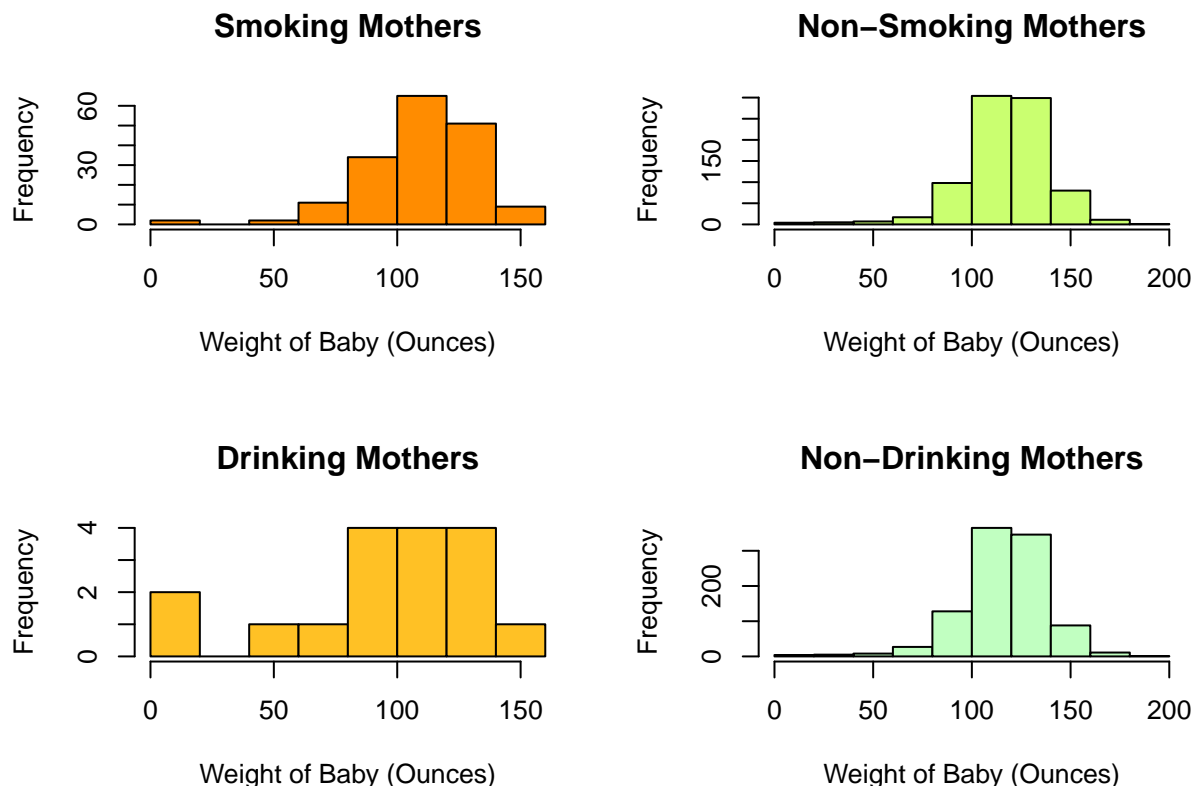 Smoking Mothers
Frequency
0
30
60
0 50 100 150
Weight of Baby (Ounces)
Non−Smoking Mothers
Frequency
0
150
0 50 100 150 200
Weight of Baby (Ounces)
Drinking Mothers
Frequency
0
2
4
0 50 100 150
Weight of Baby (Ounces)
Non−Drinking Mothers
Frequency
0
200
0 50 100 150 200
Weight of Baby (Ounces)